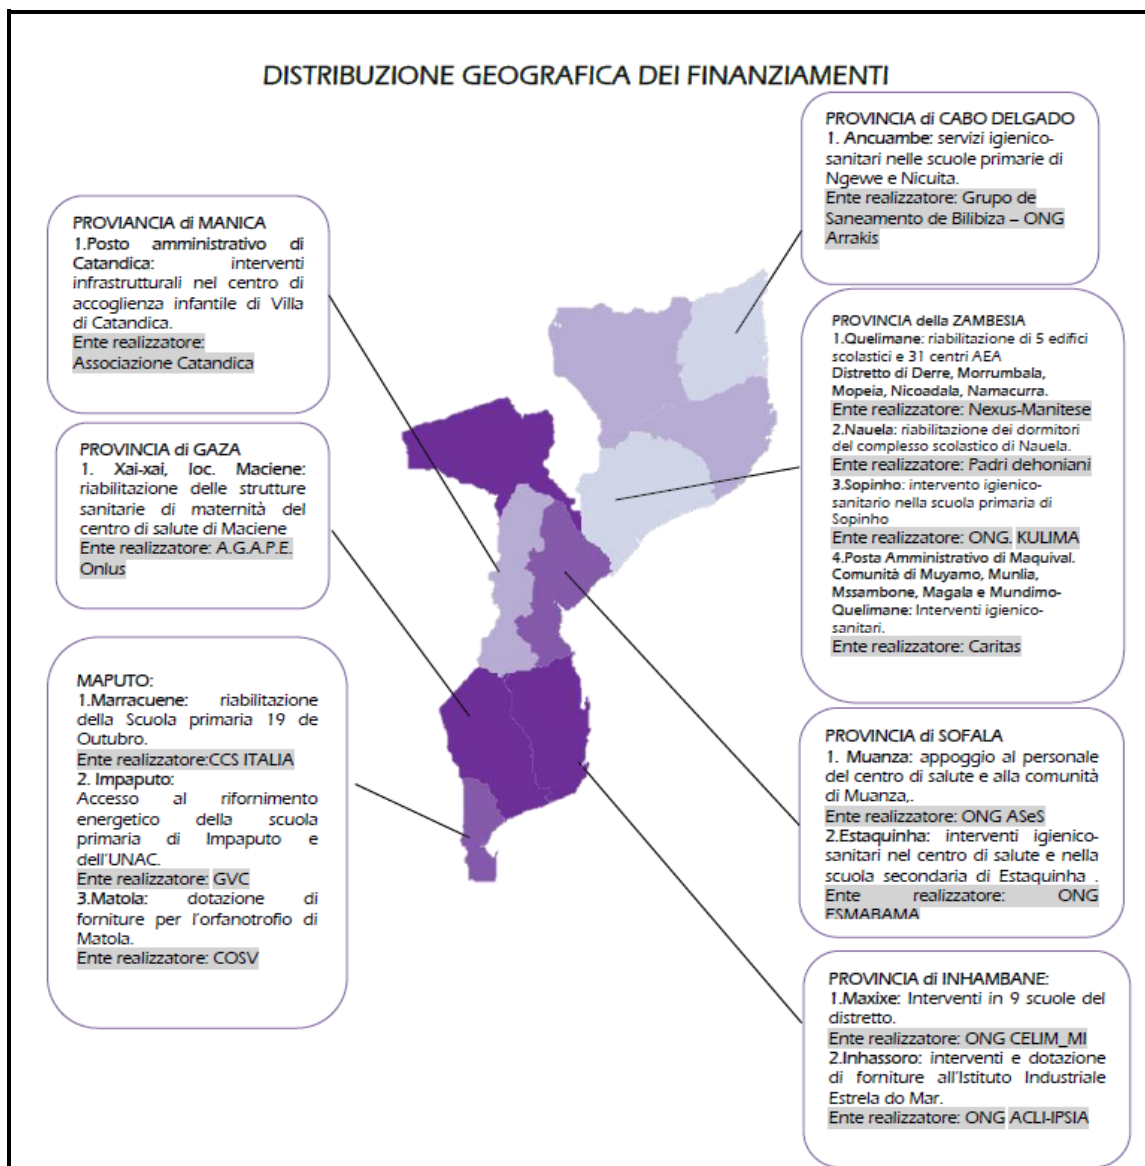 DISTRIBUZIONE GEOGRAFICA DEI FINANZIAMENTI
PROVIANCIA di MANICA
1.Posto amministrativo di
Catandica: interventi
infrastrutturali nel centro di
accoglienza infantile di Villa
di Catandica.
Ente realizzatore:
Associazione Catandica
PROVINCIA di GAZA
1. Xai-xai, loc. Maciene:
riabilitazione delle strutture
sanitarie di maternità del
centro di salute di Maciene
Ente realizzatore: A.G.A.P.E.
Onlus
MAPUTO:
1.Marracuene: riabilitazione
della Scuola primaria 19 de
Outubro.
Ente realizzatore:CCS ITALIA
2. Impaputo:
Accesso al rifornimento
energetico della scuola
primaria di Impaputo e
dell'UNAC.
Ente realizzatore: GVC
3.Matola: dotazione di
forniture per l'orfanotrofio di
Matola.
Ente realizzatore: COSV
PROVINCIA di CABO DELGADO
1. Ancuambe: servizi igienico-
sanitari nelle scuole primarie di
Ngewe e Nicuita.
Ente realizzatore: Grupo de
Saneamento de Bilibiza – ONG
Arrakis
PROVINCIA della ZAMBESIA
1.Quelimane: riabilitazione di 5 edifici
scolastici e 31 centri AEA
Distretto di Derre, Morrumbala,
Mopeia, Nicoadala, Namacurra.
Ente realizzatore: Nexus-Manitese
2.Nauela: riabilitazione dei dormitori
del complesso scolastico di Nauela.
Ente realizzatore: Padri dehoniani
3.Sopinho: intervento igienico-
sanitario nella scuola primaria di
Sopinho
Ente realizzatore: ONG. KULIMA
4.Posta Amministrativo di Maquival.
Comunità di Muyamo, Munlia,
Mssambone, Magala e Mundimo-
Quelimane: Interventi igienico-
sanitari.
Ente realizzatore: Caritas
PROVINCIA di SOFALA
1. Muanza: appoggio al personale
del centro di salute e alla comunità
di Muanza,.
Ente realizzatore: ONG ASeS
2.Estaquinha: interventi igienico-
sanitari nel centro di salute e nella
scuola secondaria di Estaquinha .
Ente realizzatore: ONG
ESMABAMA
PROVINCIA di INHAMBANE:
1.Maxixe: Interventi in 9 scuole del
distretto.
Ente realizzatore: ONG CELIM_MI
2.Inhassoro: interventi e dotazione
di forniture all'Istituto Industriale
Estrela do Mar.
Ente realizzatore: ONG ACLI-IPSIA